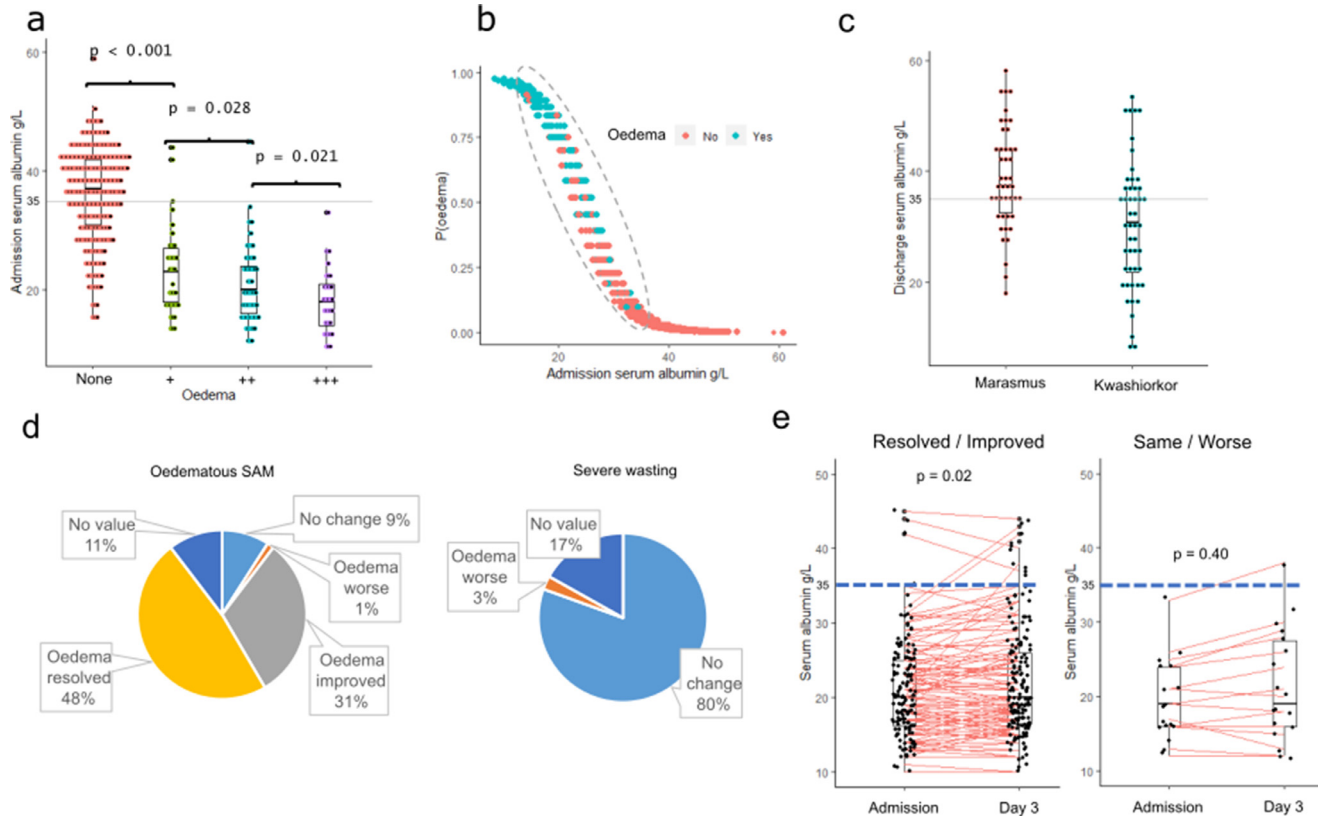 a
p < 0.001
p = 0.028
p = 0.021
Admission serum albumin g/L
60
40
35
20
None
+
++
+++
Oedema
b
1.00
0.75
0.50
0.25
0.00
P(oedema)
Oedema No Yes
20
40
60
Admission serum albumin g/L
c
60
40
35
20
Discharge serum albumin g/L
Marasmus
Kwashiorkor
d
Oedematous SAM
No value
11%
No change 9%
Oedema
worse
1%
Oedema
improved
31%
Oedema
resolved
48%
Severe wasting
No value
17%
Oedema
worse
3%
No
change
80%
e
Resolved / Improved
p = 0.02
Serum albumin g/L
50
40
35
30
20
10
Admission
Day 3
Same / Worse
p = 0.40
Serum albumin g/L
50
40
35
30
20
10
Admission
Day 3